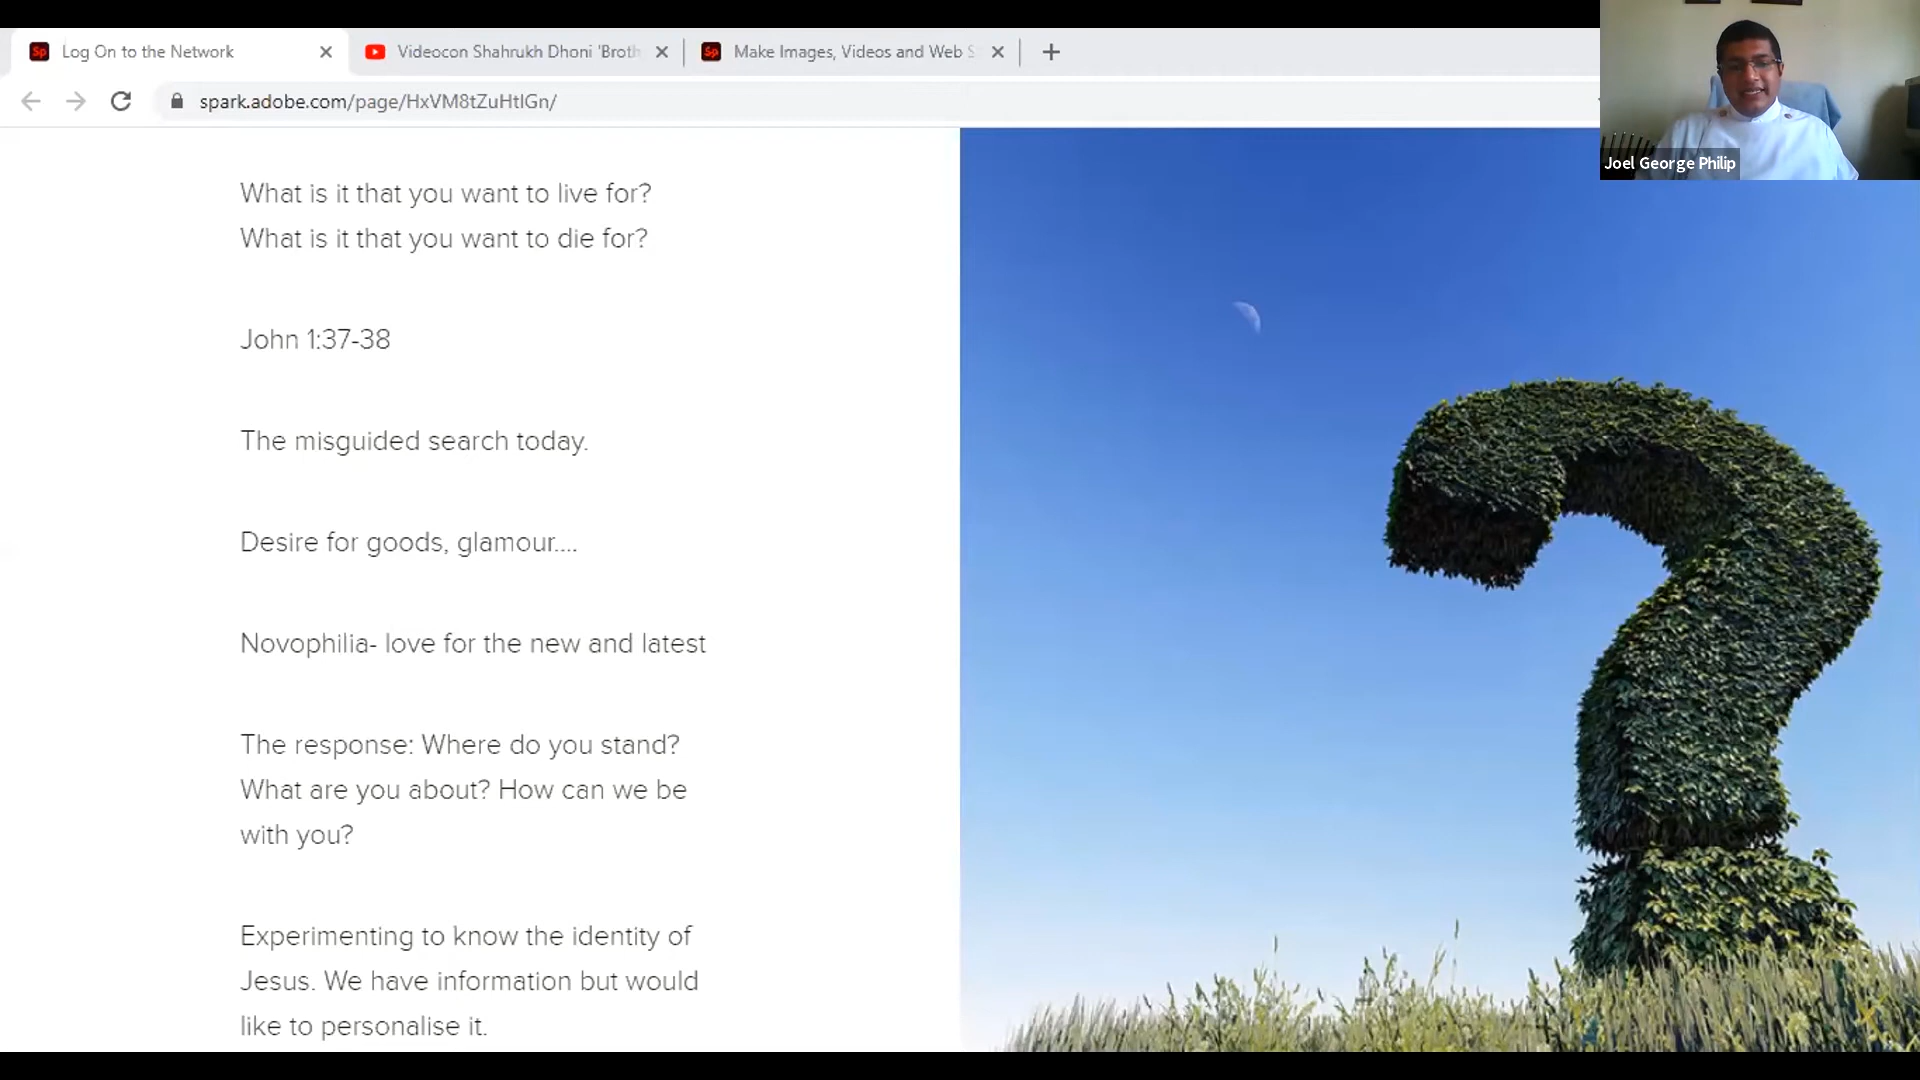 Sp Log On to the Network
Videocon Shahrukh Dhoni 'Broth
Sp Make Images, Videos and Web S
spark.adobe.com/page/HxVM8tZuHtlGn/
Joel George Philip
What is it that you want to live for?
What is it that you want to die for?
John 1:37-38
The misguided search today.
Desire for goods, glamour....
Novophilia- love for the new and latest
The response: Where do you stand?
What are you about? How can we be
with you?
Experimenting to know the identity of
Jesus. We have information but would
like to personalise it.